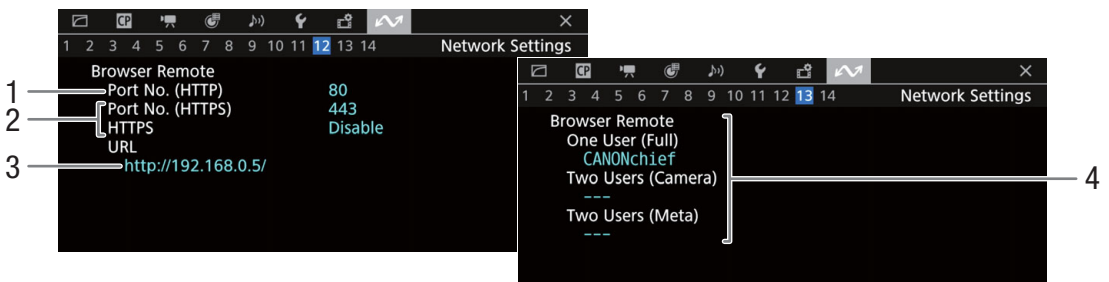 CP
1 2 3 4 5 6 7 8 9 10 11 12 13 14 Network Settings
Browser Remote
1 Port No. (HTTP) 80
2 Port No. (HTTPS) 443
HTTPS Disable
URL
3 http://192.168.0.5/
CP
1 2 3 4 5 6 7 8 9 10 11 12 13 14 Network Settings
Browser Remote
One User (Full)
CANONchief
Two Users (Camera)
---
Two Users (Meta)
---
4